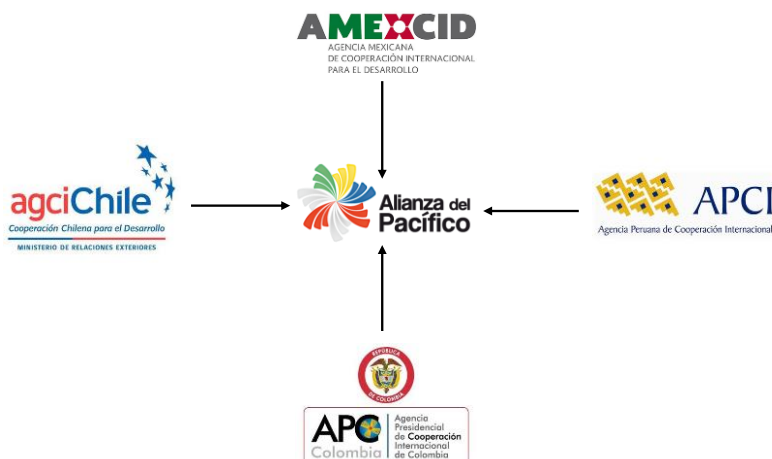 AMEXCID
AGENCIA MEXICANA
DE COOPERACIÓN INTERNACIONAL
PARA EL DESARROLLO
agciChile
Cooperación Chilena para el Desarrollo
MINISTERIO DE RELACIONES EXTERIORES
Alianza del
Pacífico
APCI
Agencia Peruana de Cooperación Internacional
REPÚBLICA
DE COLOMBIA
APC
Colombia
Agencia
Presidencial
de Cooperación
Internacional
de Colombia